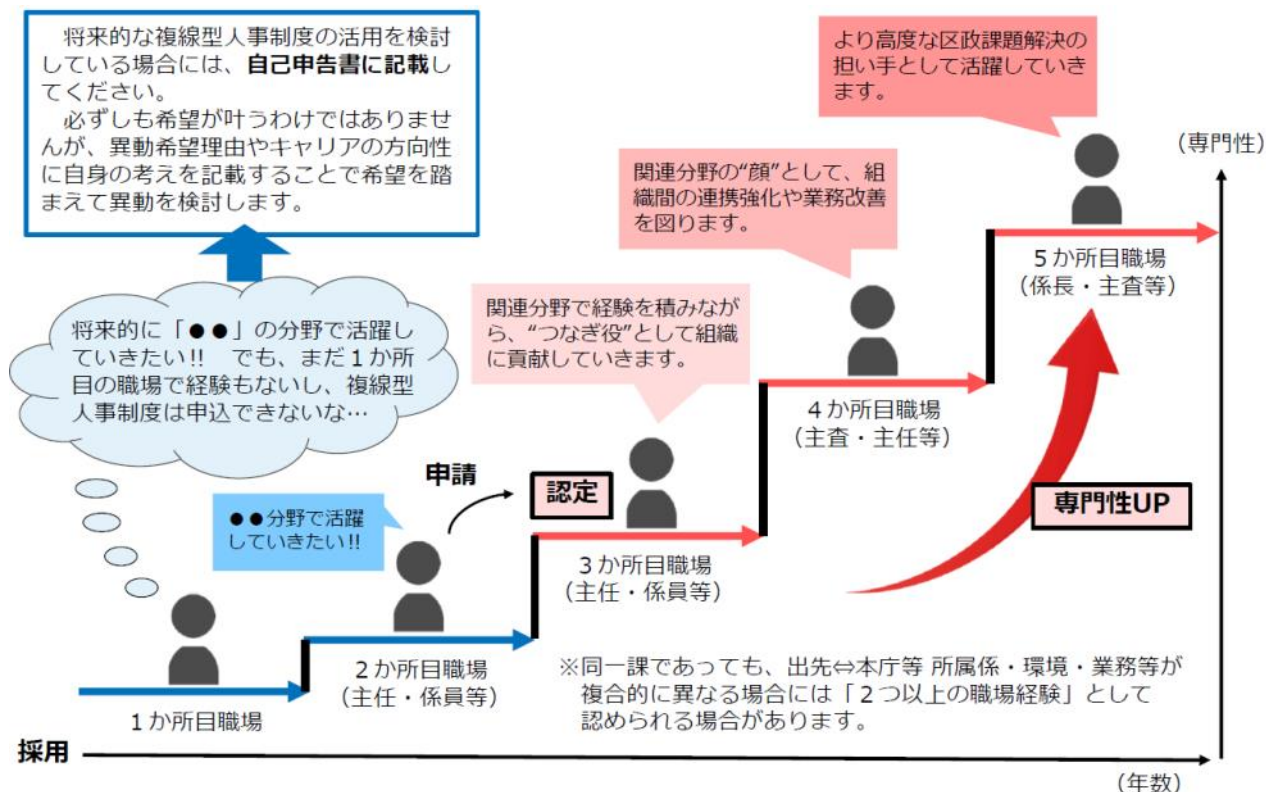 将来的な複線型人事制度の活用を検討
している場合には、自己申告書に記載し
てください。
必ずしも希望が叶うわけではありませ
んが、異動希望理由やキャリアの方向性
に自身の考えを記載することで希望を踏
まえて異動を検討します。
より高度な区政課題解決の
担い手として活躍していき
ます。
(専門性)
関連分野の“顔”として、組
織間の連携強化や業務改善
を図ります。
5か所目職場
(係長・主査等)
将来的に「●●」の分野で活躍し
ていきたい!! でも、まだ1か所
目の職場で経験もないし、複線型
人事制度は申込できないな…
関連分野で経験を積みなが
ら、“つなぎ役”として組織
に貢献していきます。
4か所目職場
(主査・主任等)
申請
認定
専門性UP
●●分野で活躍
していきたい!!
3か所目職場
(主任・係員等)
2か所目職場
(主任・係員等)
※同一課であっても、出先⇔本庁等 所属係・環境・業務等が
複合的に異なる場合には「2つ以上の職場経験」として
認められる場合があります。
1か所目職場
採用
(年数)